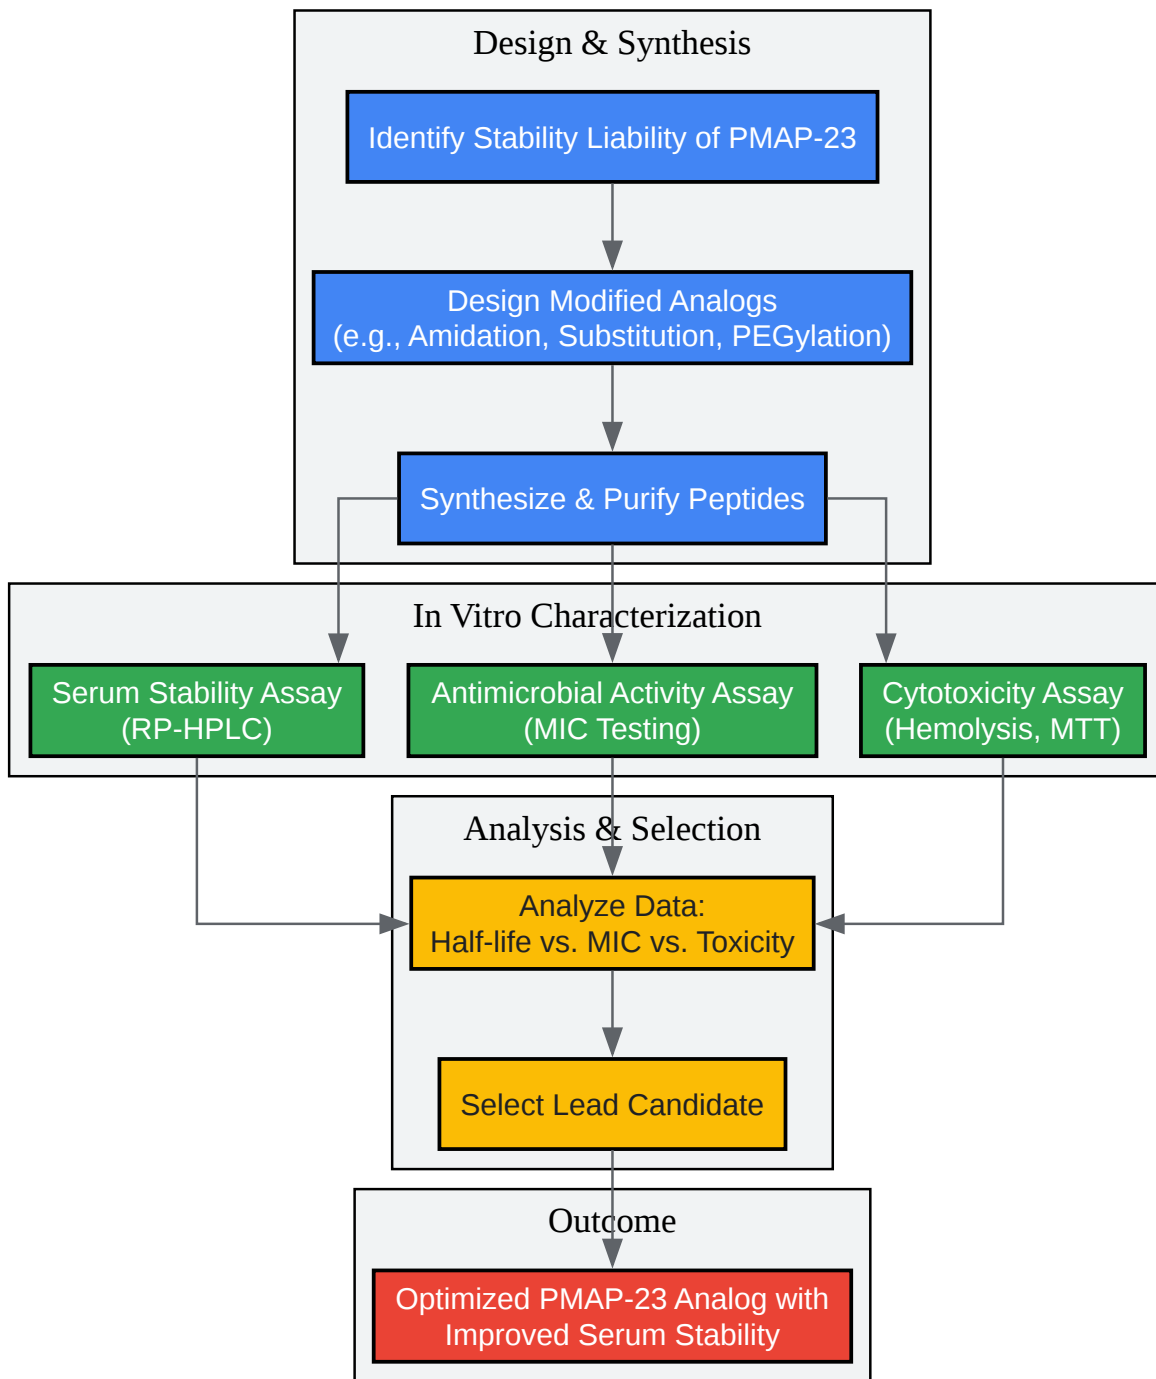 Design & Synthesis
Identify Stability Liability of PMAP-23
Design Modified Analogs
(e.g., Amidation, Substitution, PEGylation)
Synthesize & Purify Peptides
In Vitro Characterization
Serum Stability Assay
(RP-HPLC)
Antimicrobial Activity Assay
(MIC Testing)
Cytotoxicity Assay
(Hemolysis, MTT)
Analysis & Selection
Analyze Data:
Half-life vs. MIC vs. Toxicity
Select Lead Candidate
Outcome
Optimized PMAP-23 Analog with
Improved Serum Stability